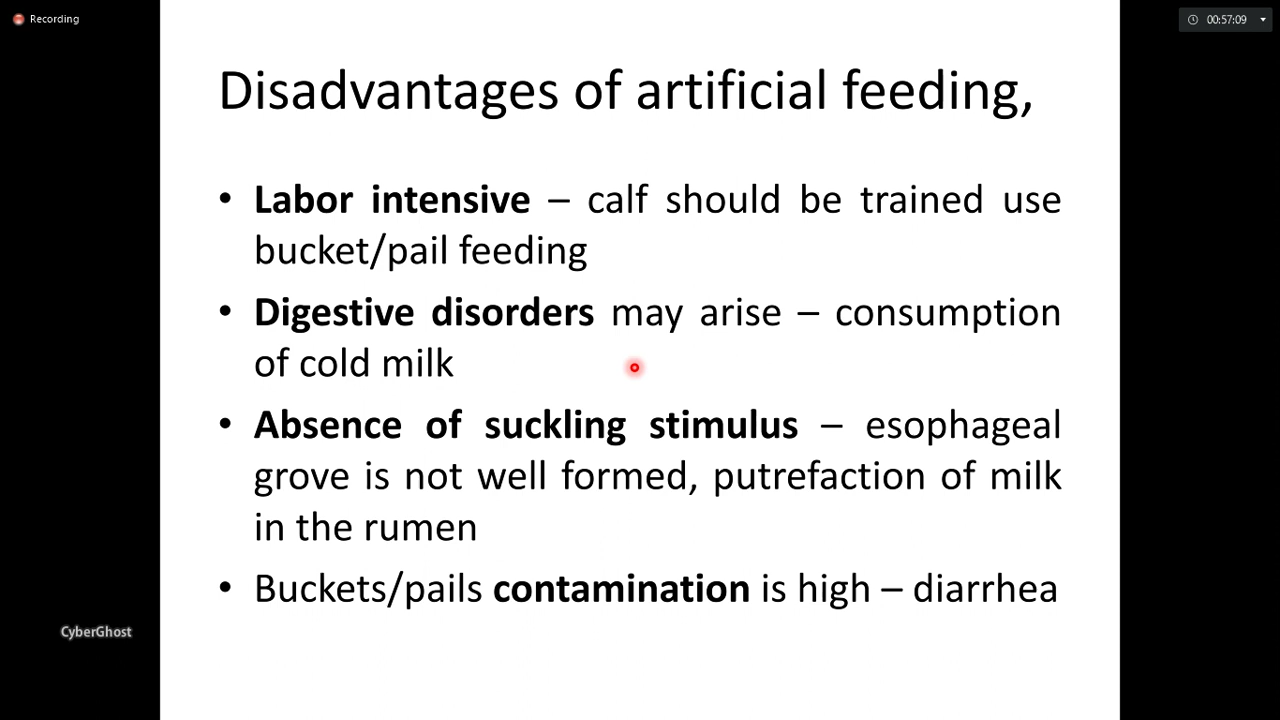 Recording
00:57:09
Disadvantages of artificial feeding,
• Labor intensive – calf should be trained use
bucket/pail feeding
• Digestive disorders may arise – consumption
of cold milk
• Absence of suckling stimulus – esophageal
grove is not well formed, putrefaction of milk
in the rumen
• Buckets/pails contamination is high – diarrhea
CyberGhost